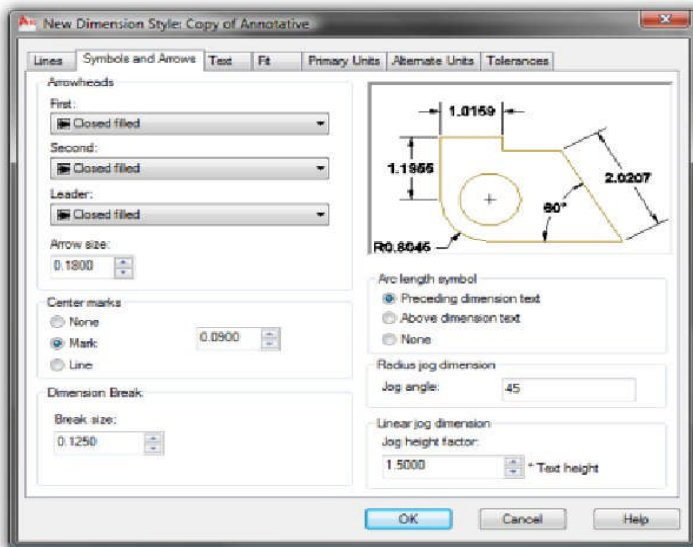 New Dimension Style: Copy of Annotative
Lines
Symbols and Arrows
Text
Fit
Primary Units
Alternate Units
Tolerances
Arrowheads
First:
Closed filled
Second:
Closed filled
Leader:
Closed filled
Arrow size:
0.1800
Center marks
None
Mark
Line
0.0900
Dimension Break
Break size:
0.1250
1.0159
1.1955
2.0207
60°
R0.8045
Arc length symbol
Preceding dimension text
Above dimension text
None
Radius jog dimension
Jog angle:
45
Linear jog dimension
Jog height factor:
1.5000
* Text height
OK
Cancel
Help